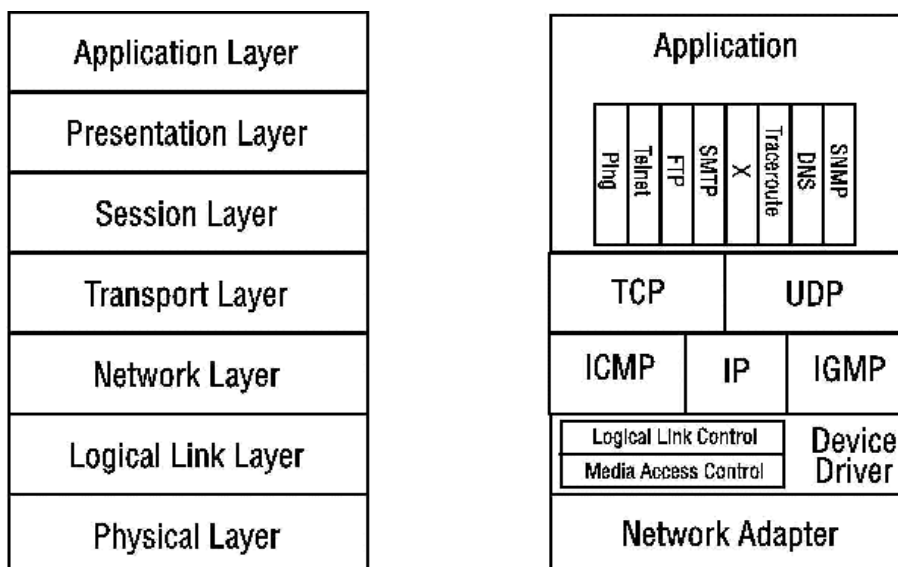 Application Layer
Presentation Layer
Session Layer
Transport Layer
Network Layer
Logical Link Layer
Physical Layer
Application
Ping
Telnet
FTP
SMTP
X
Traceroute
DNS
SNMP
TCP
UDP
ICMP
IP
IGMP
Logical Link Control
Media Access Control
Device
Driver
Network Adapter